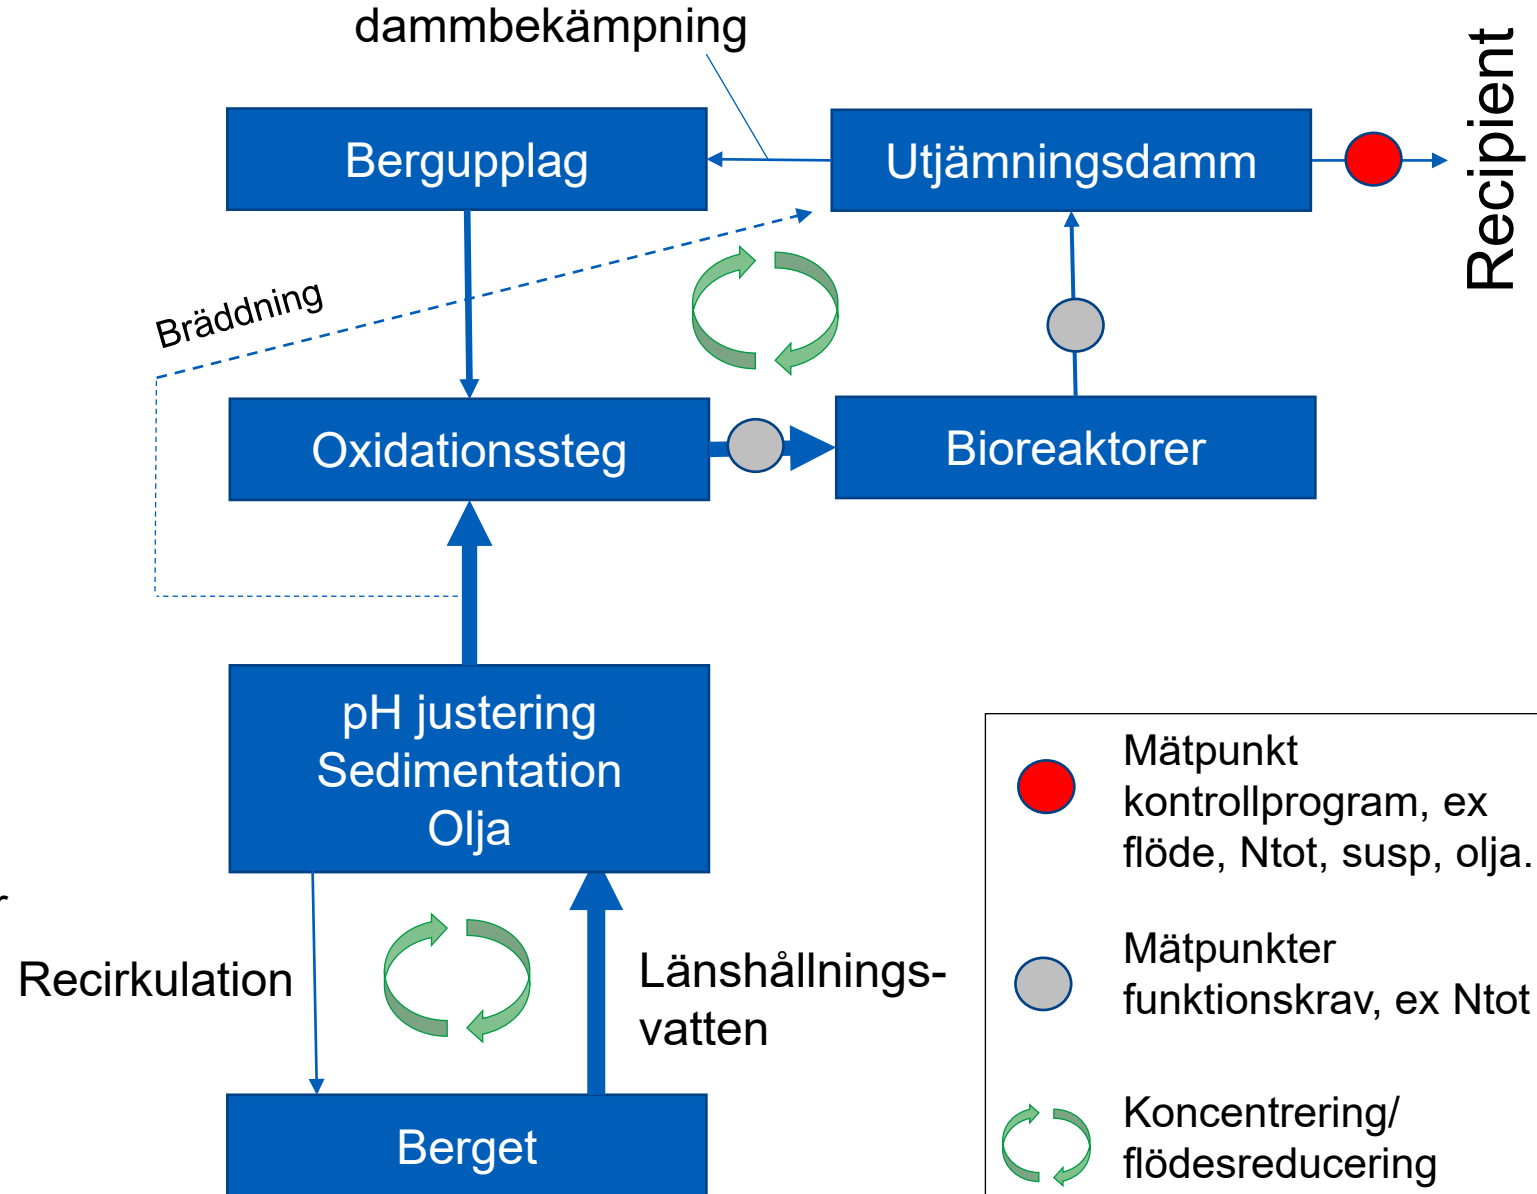 dammbekämpning
Bergupplag
Utjämningsdamm
Recipient
Bräddning
Oxidationssteg
Bioreaktorer
pH justering
Sedimentation
Olja
Recirkulation
Länshållnings-
vatten
Berget
Mätpunkt
kontrollprogram, ex
flöde, Ntot, susp, olja.
Mätpunkter
funktionskrav, ex Ntot
Koncentrering/
flödesreducering